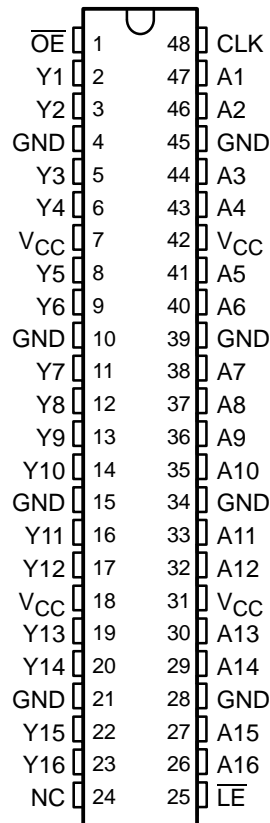 O̅E̅ 1 48 CLK
Y1 2 47 A1
Y2 3 46 A2
GND 4 45 GND
Y3 5 44 A3
Y4 6 43 A4
VCC 7 42 VCC
Y5 8 41 A5
Y6 9 40 A6
GND 10 39 GND
Y7 11 38 A7
Y8 12 37 A8
Y9 13 36 A9
Y10 14 35 A10
GND 15 34 GND
Y11 16 33 A11
Y12 17 32 A12
VCC 18 31 VCC
Y13 19 30 A13
Y14 20 29 A14
GND 21 28 GND
Y15 22 27 A15
Y16 23 26 A16
NC 24 25 L̅E̅